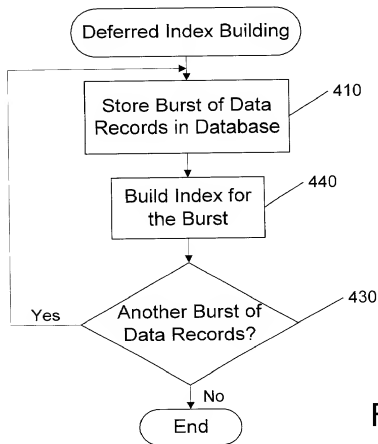 Deferred Index Building
Store Burst of Data
Records in Database
410
Build Index for
the Burst
440
Another Burst of
Data Records?
430
Yes
No
End
F